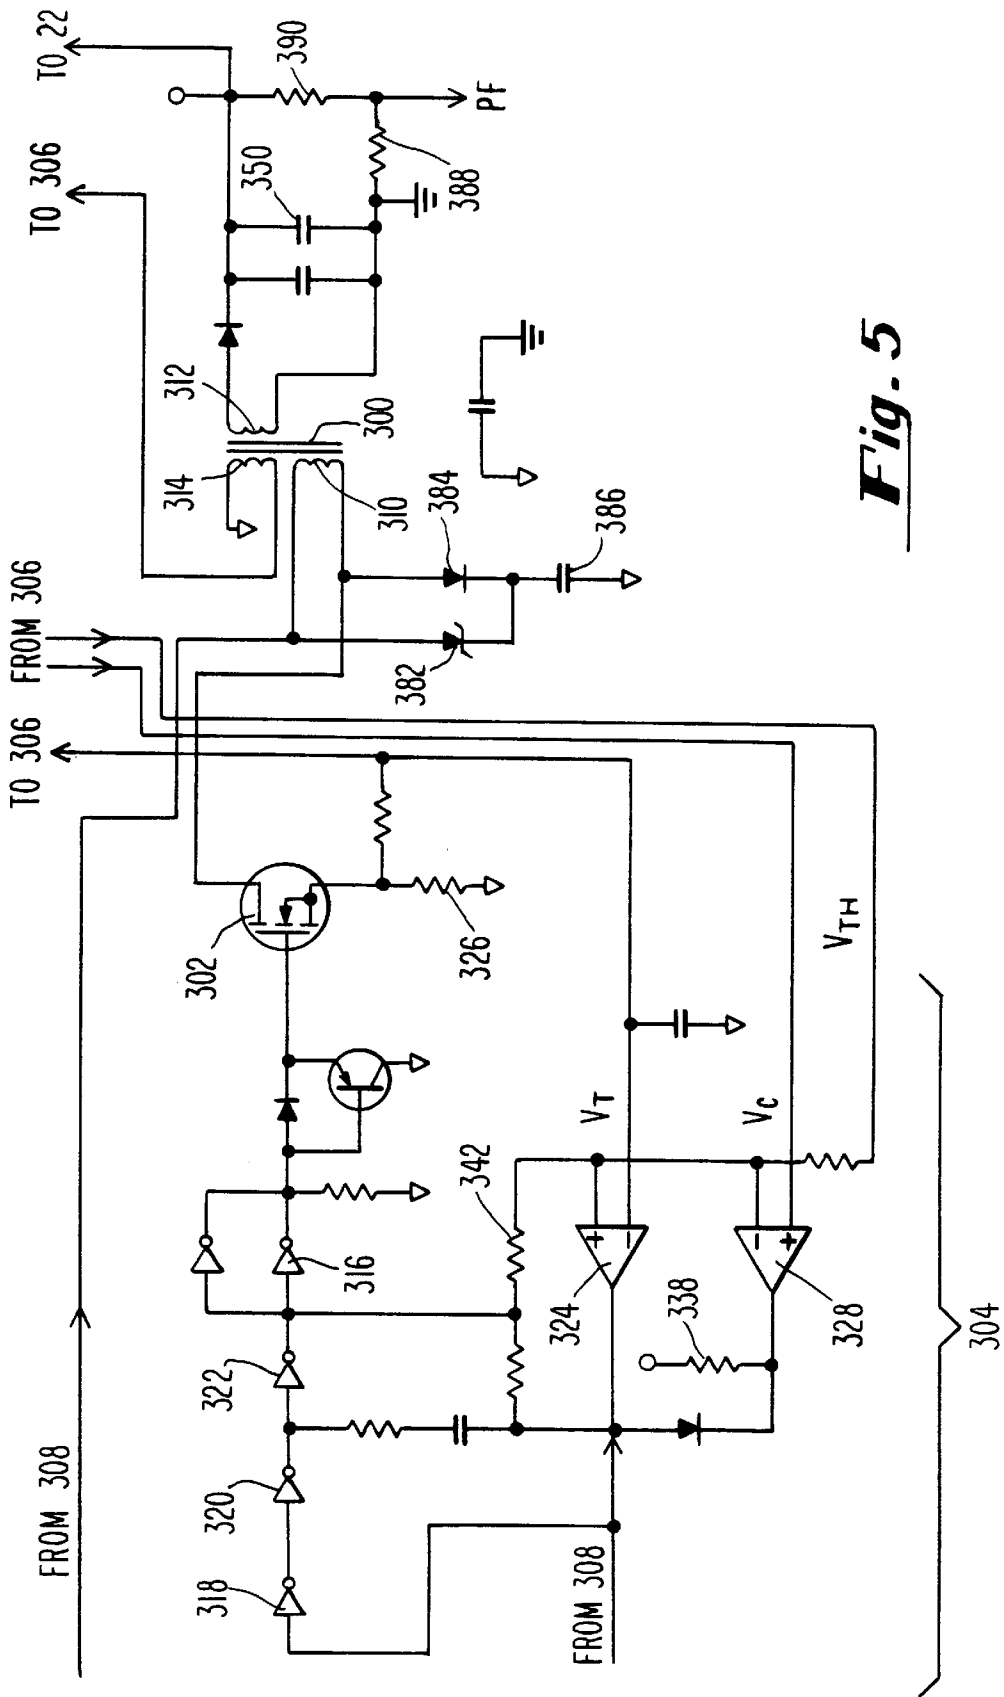 FROM 308
TO 306
FROM 306
TO 306
TO 22
318
320
322
316
302
326
314
312
310
300
382
384
386
350
390
388
PF
342
324
338
328
V_T
V_C
V_TH
+
−
−
+
FROM 308
304
Fig. 5